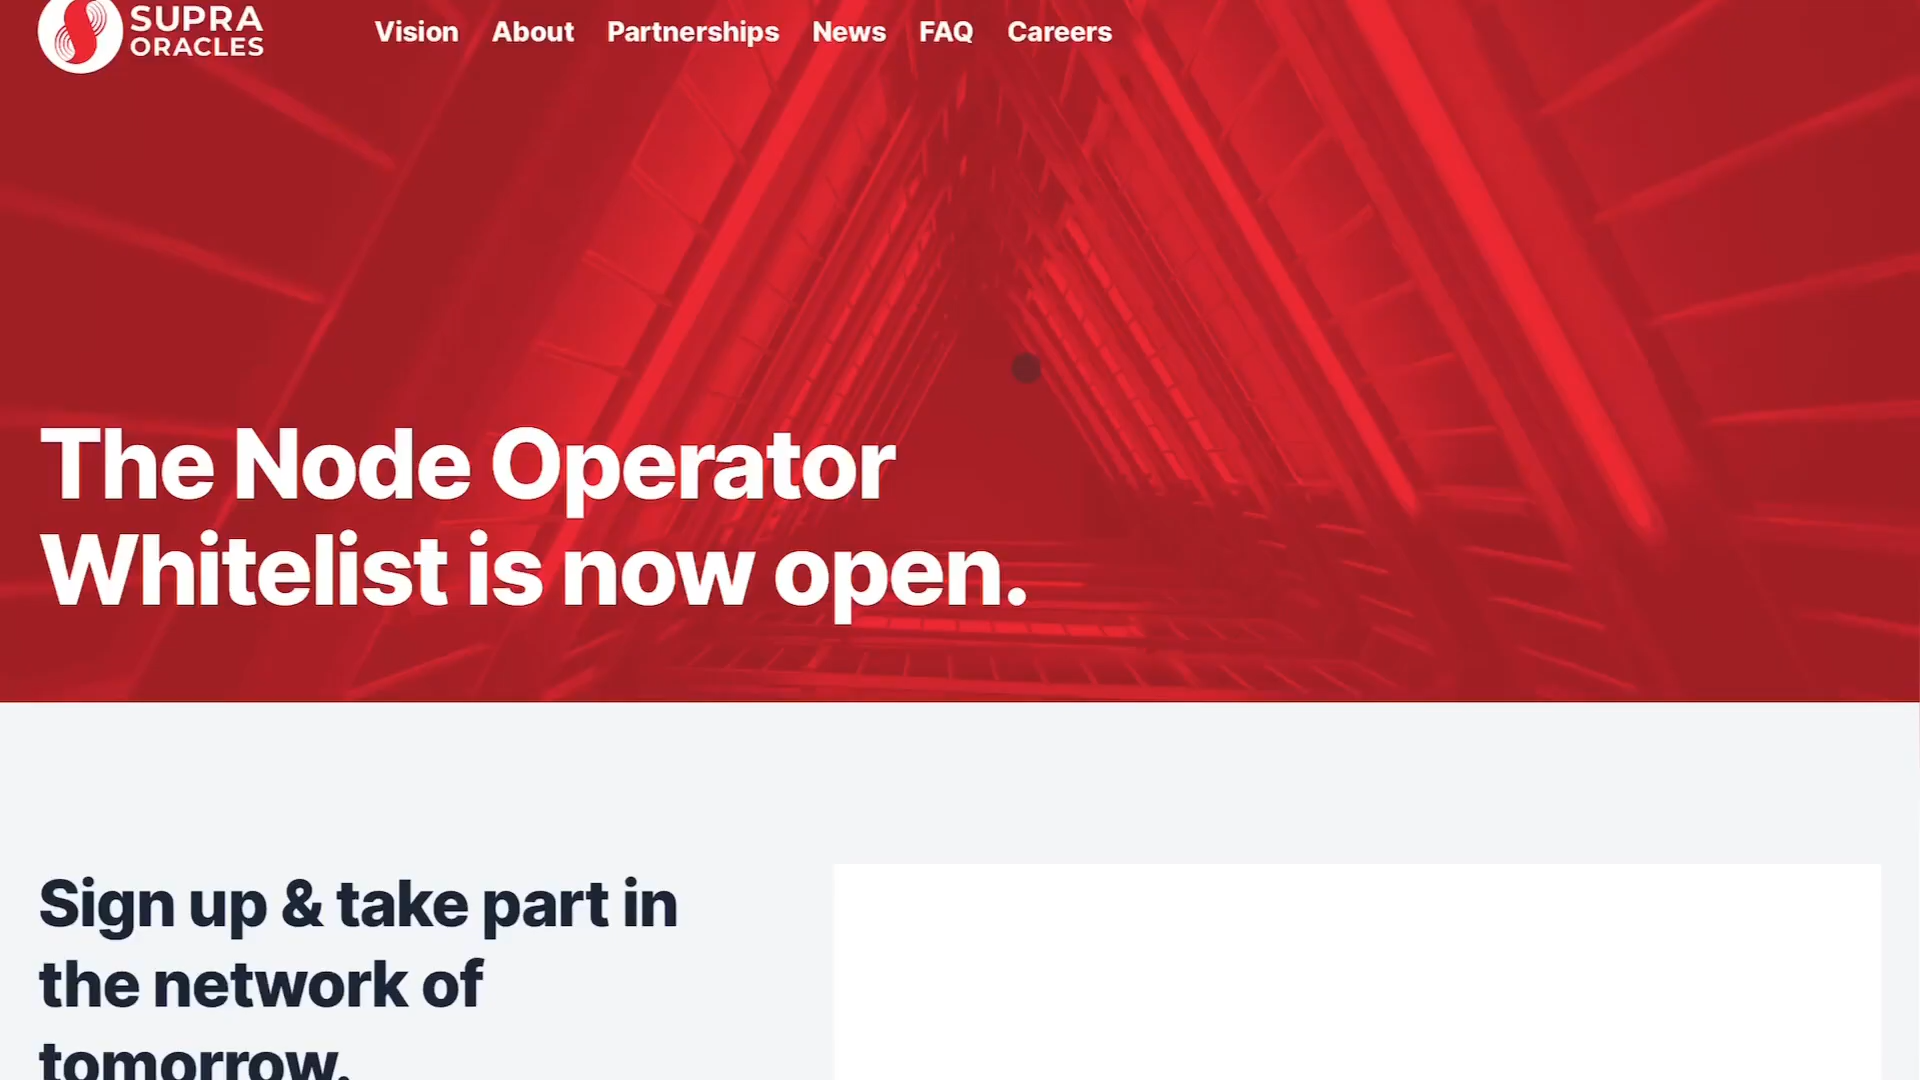 SUPRA
ORACLES
Vision About Partnerships News FAQ Careers
The Node Operator
Whitelist is now open.
Sign up & take part in
the network of
tomorrow.